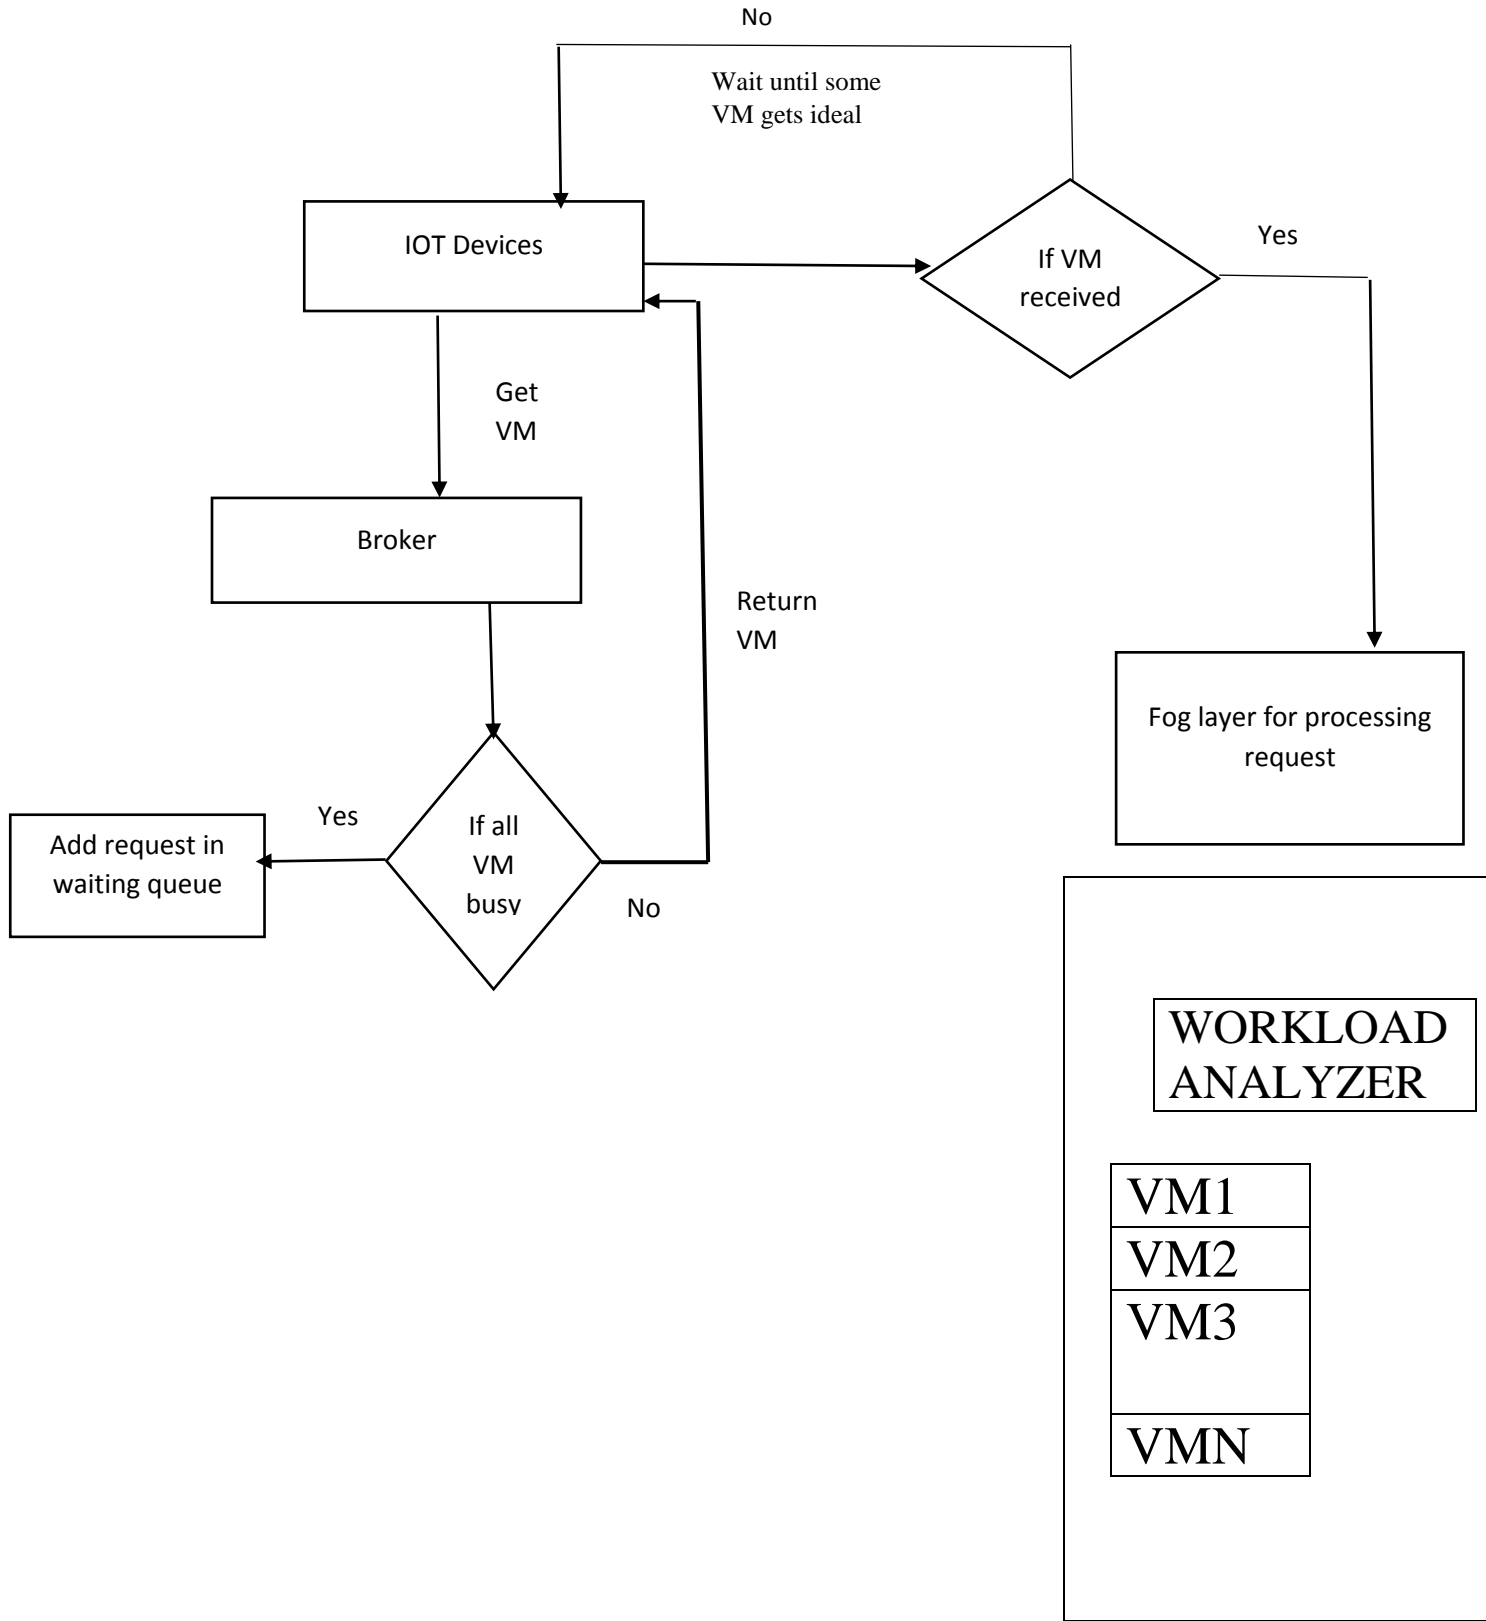 No
Wait until some
VM gets ideal
IOT Devices
If VM
received
Yes
Get
VM
Broker
Return
VM
Fog layer for processing
request
Yes
Add request in
waiting queue
If all
VM
busy
No
WORKLOAD
ANALYZER
VM1
VM2
VM3
VMN